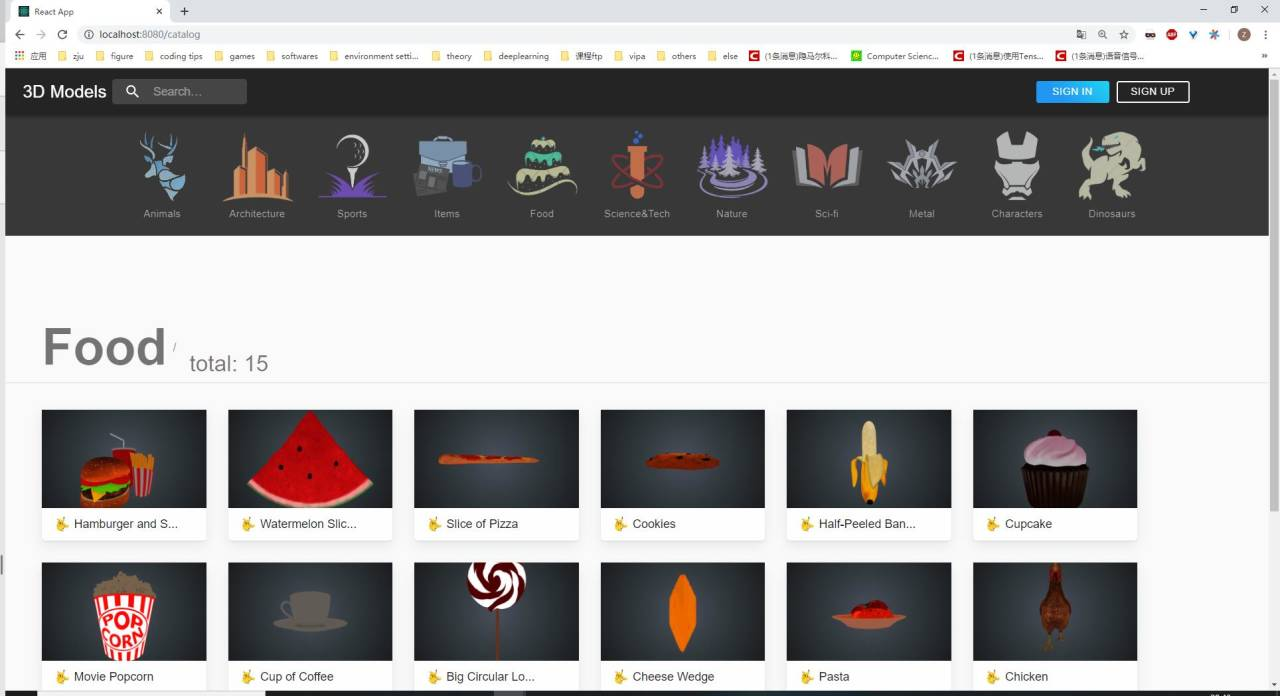 React App
localhost:8080/catalog
应用 zju figure coding tips games softwares environment setti... theory deeplearning 课程ftp vipa others else (1条消息)隐马尔科... Computer Scienc... (1条消息)使用Tens... (1条消息)语音信号...
3D Models Search... SIGN IN SIGN UP
NEWS
Animals Architecture Sports Items Food Science&Tech Nature Sci-fi Metal Characters Dinosaurs
Food / total: 15
Hamburger and S... Watermelon Slic... Slice of Pizza Cookies Half-Peeled Ban... Cupcake
POP
CORN
Movie Popcorn Cup of Coffee Big Circular Lo... Cheese Wedge Pasta Chicken